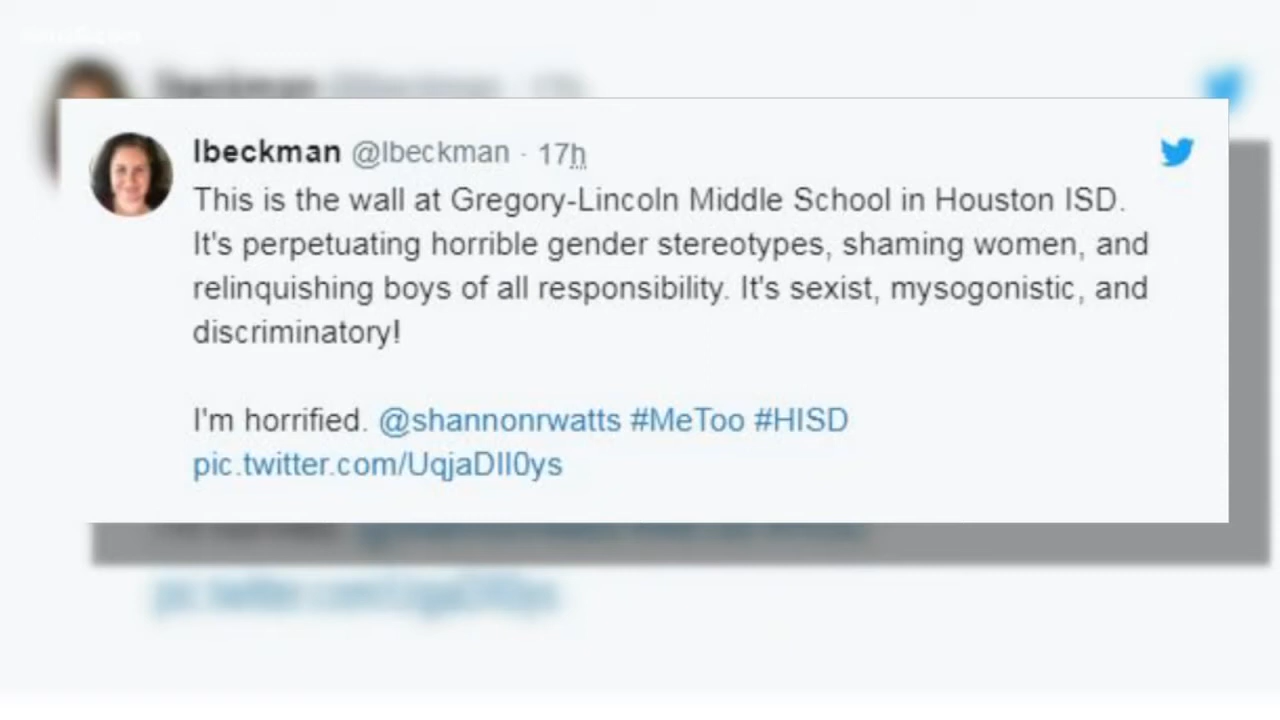 lbeckman @lbeckman · 17h
This is the wall at Gregory-Lincoln Middle School in Houston ISD.
It's perpetuating horrible gender stereotypes, shaming women, and
relinquishing boys of all responsibility. It's sexist, mysogonistic, and
discriminatory!
I'm horrified. @shannonrwatts #MeToo #HISD
pic.twitter.com/UqjaDIl0ys